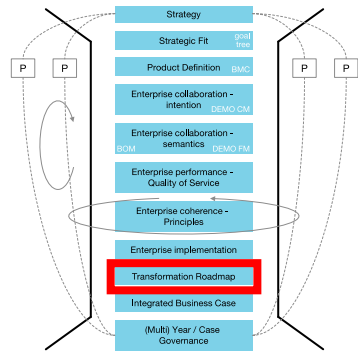 Strategy
Strategic Fit
goal
tree
P
P
Product Definition
BMC
P
P
Enterprise collaboration -
intention
DEMO CM
Enterprise collaboration -
semantics
BOM
DEMO FM
Enterprise performance -
Quality of Service
Enterprise coherence -
Principles
Enterprise implementation
Transformation Roadmap
Integrated Business Case
(Multi) Year / Case
Governance